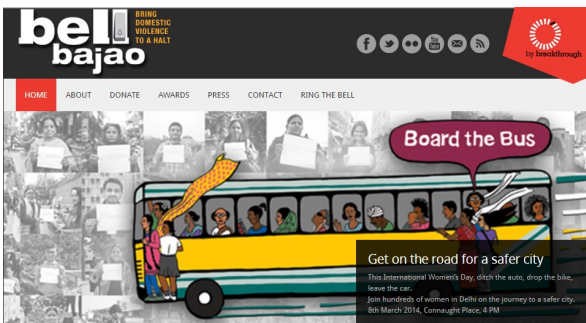 bell
bajao
BRING
DOMESTIC
VIOLENCE
TO A HALT
f
You
Tube
by breakthrough
HOME
ABOUT
DONATE
AWARDS
PRESS
CONTACT
RING THE BELL
Board the Bus
Get on the road for a safer city
This International Women's Day, ditch the auto, drop the bike,
leave the car.
Join hundreds of women in Delhi on the journey to a safer city.
8th March 2014, Connaught Place, 4 PM